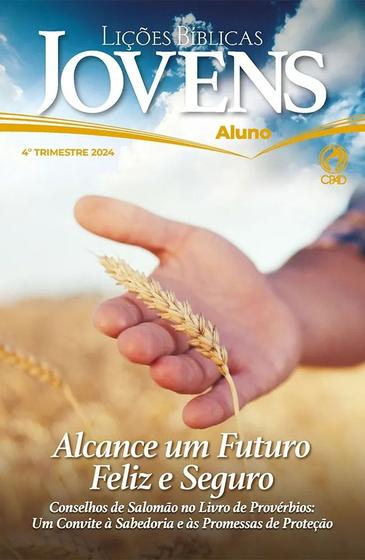 LIÇÕES BÍBLICAS
JOVENS
Aluno
4º TRIMESTRE 2024
CPAD
Alcance um Futuro
Feliz e Seguro
Conselhos de Salomão no Livro de Provérbios:
Um Convite à Sabedoria e às Promessas de Proteção